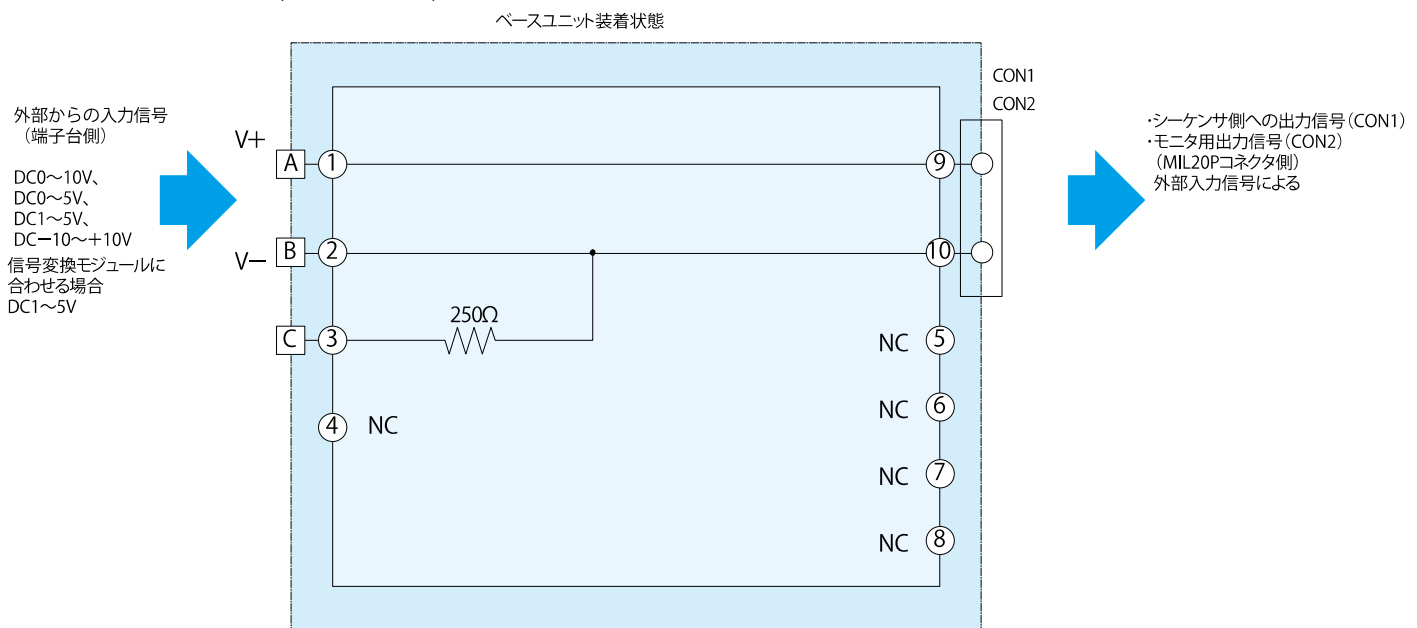 ベースユニット装着状態
外部からの入力信号
（端子台側）
DC0～10V、
DC0～5V、
DC1～5V、
DC－10～＋10V
信号変換モジュールに
合わせる場合
DC1～5V
V+
A
①
V－
B
②
C
③
250Ω
④
NC
CON1
CON2
⑨
⑩
NC
⑤
NC
⑥
NC
⑦
NC
⑧
・シーケンサ側への出力信号（CON1）
・モニタ用出力信号（CON2）
（MIL20Pコネクタ側）
外部入力信号による